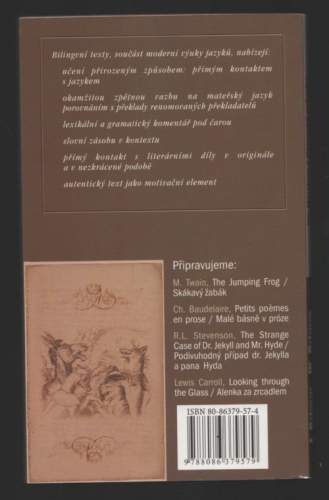 Bilingvní texty, součást moderní výuky jazyků, nabízejí:
učení přirozeným způsobem: přímým kontaktem
s jazykem
okamžitou zpětnou vazbu na mateřský jazyk
porovnáním s překlady renomovaných překladatelů
lexikální a gramatický komentář pod čarou
slovní zásobu v kontextu
přímý kontakt s literárními díly v originále
a v nezkrácené podobě
autentický text jako motivační element
Připravujeme:
M. Twain, The Jumping Frog /
Skákavý žabák
Ch. Baudelaire, Petits poèmes
en prose / Malé básně v próze
R.L. Stevenson, The Strange
Case of Dr. Jekyll and Mr. Hyde /
Podivuhodný případ dr. Jekylla
a pana Hyda
Lewis Carroll, Looking through
the Glass / Alenka za zrcadlem
ISBN 80-86379-57-4
9788086379579